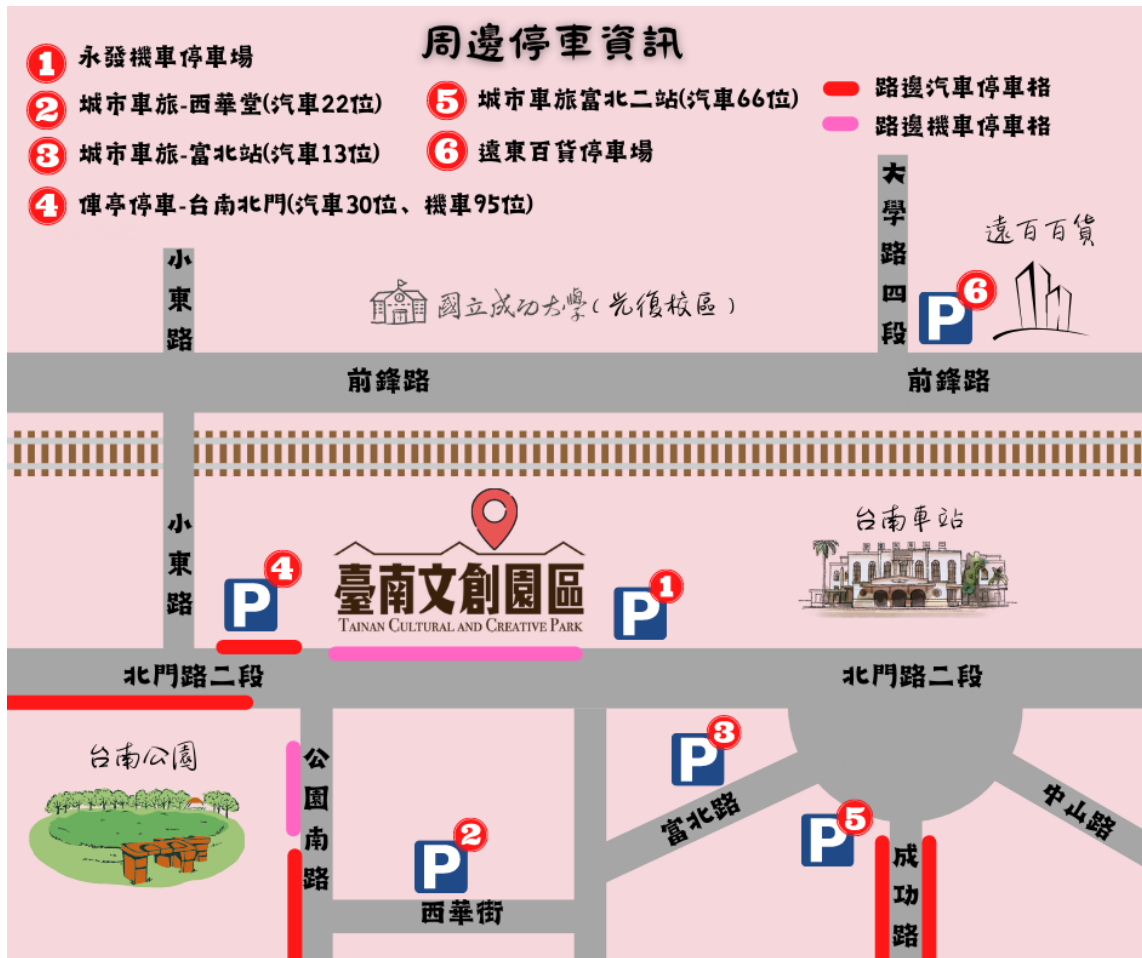 周邊停車資訊
1 永發機車停車場
2 城市車旅-西華堂(汽車22位)
3 城市車旅-富北站(汽車13位)
4 俥亭停車-台南北門(汽車30位、機車95位)
5 城市車旅富北二站(汽車66位)
6 遠東百貨停車場
路邊汽車停車格
路邊機車停車格
小東路
大學路四段
遠百百貨
P 6
國立成功大學(光復校區)
前鋒路
前鋒路
小東路
台南車站
P 4
臺南文創園區
TAINAN CULTURAL AND CREATIVE PARK
P 1
北門路二段
北門路二段
台南公園
公園南路
P 3
富北路
中山路
P 2
P 5
成功路
西華街